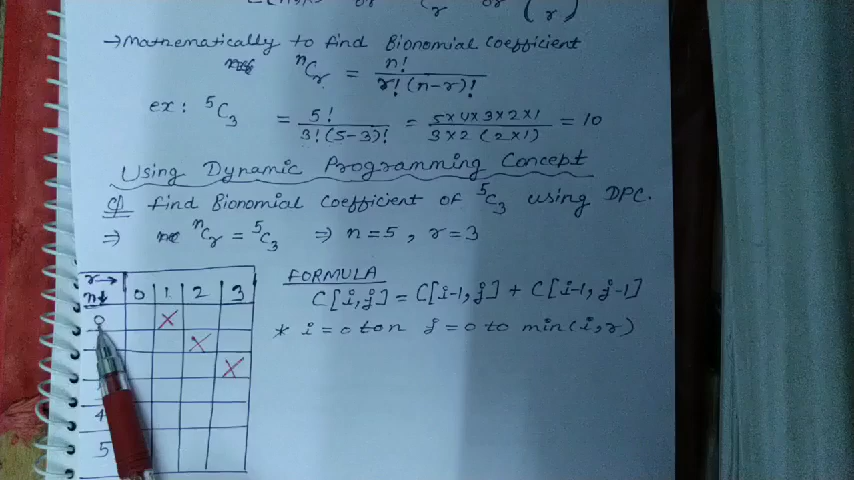 or ᵣ or ( r )
→ Mathematically to find Bionomial Coefficient
ⁿCᵣ = n! / r!(n-r)!
ex: ⁵C₃ = 5! / 3!(5-3)! = 5×4×3×2×1 / 3×2(2×1) = 10
Using Dynamic Programming Concept
Q) find Bionomial coefficient of ⁵C₃ using DPC.
⇒ ⁿCᵣ = ⁵C₃ ⇒ n=5, r=3
r→
n↓ 0 1 2 3
0 X
X
X
4
5
FORMULA
C[i,j] = C[i-1,j] + C[i-1,j-1]
* i=0 to n j=0 to min(i,r)